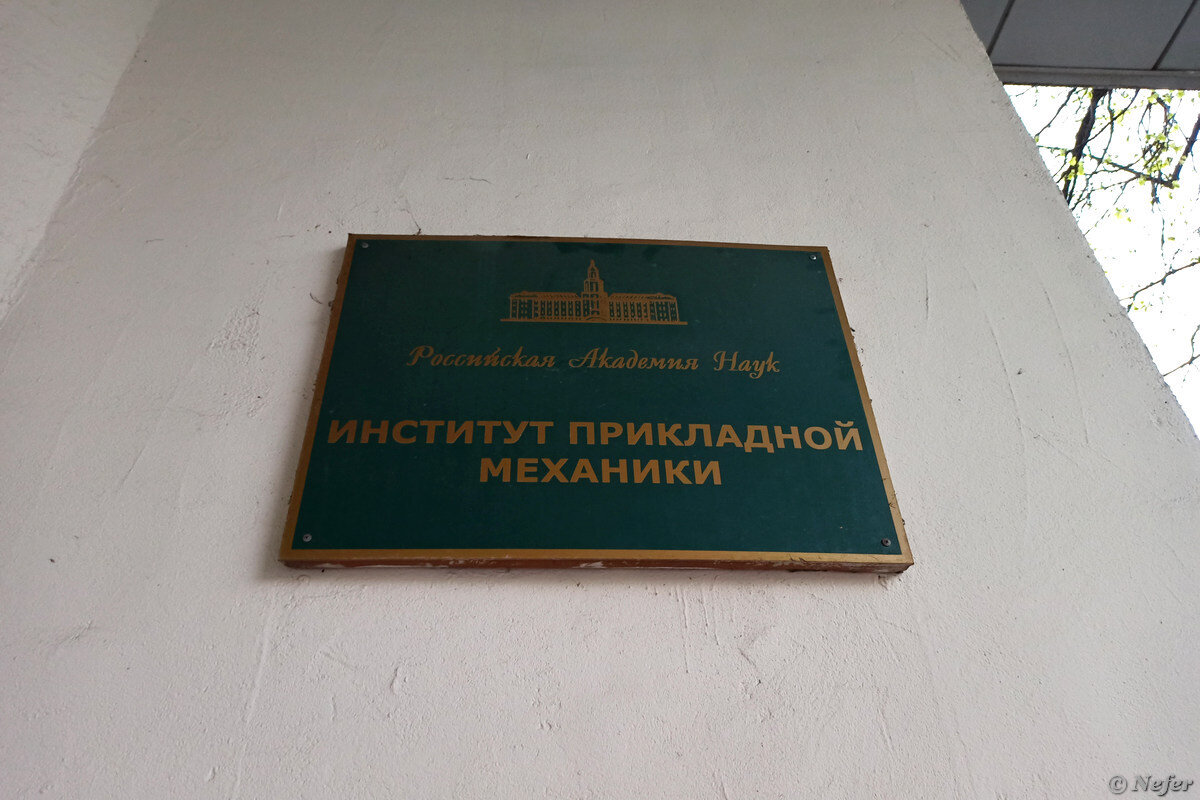 Российская Академия Наук
ИНСТИТУТ ПРИКЛАДНОЙ
МЕХАНИКИ
© Nefer